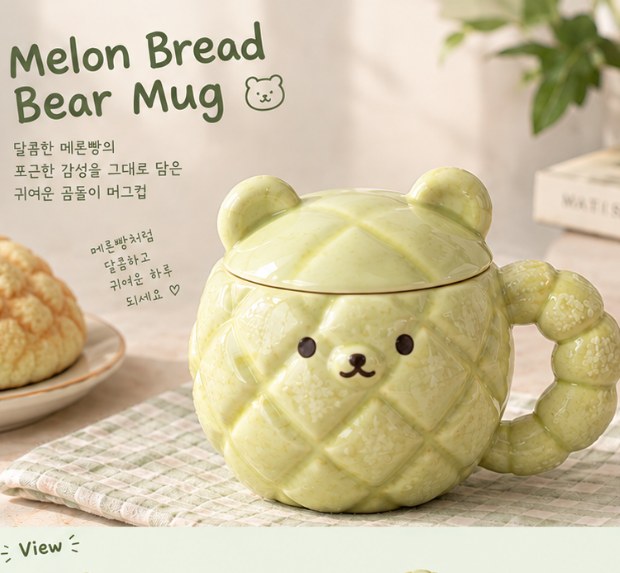 Melon Bread
Bear Mug
달콤한 메론빵의
포근한 감성을 그대로 담은
귀여운 곰돌이 머그컵
메론빵처럼
달콤하고
귀여운 하루
되세요 ♡
View